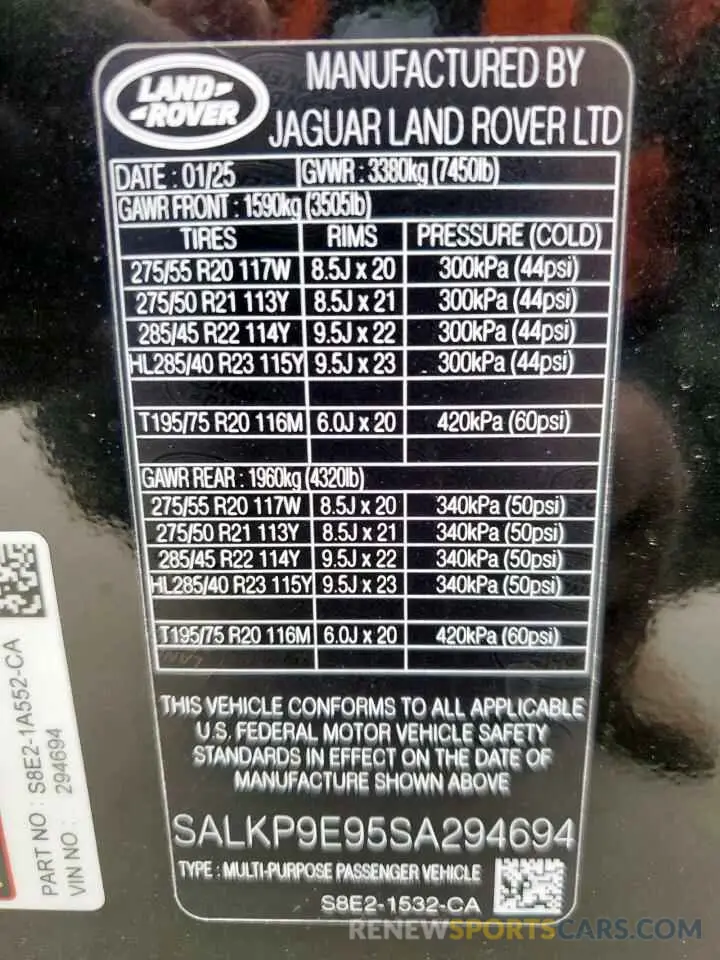 LAND ROVER
MANUFACTURED BY
JAGUAR LAND ROVER LTD
DATE : 01/25 GVWR : 3380kg (7450lb)
GAWR FRONT : 1590kg (3505lb)
TIRES RIMS PRESSURE (COLD)
275/55 R20 117W 8.5J x 20 300kPa (44psi)
275/50 R21 113Y 8.5J x 21 300kPa (44psi)
285/45 R22 114Y 9.5J x 22 300kPa (44psi)
HL285/40 R23 115Y 9.5J x 23 300kPa (44psi)
T195/75 R20 116M 6.0J x 20 420kPa (60psi)
GAWR REAR : 1960kg (4320lb)
275/55 R20 117W 8.5J x 20 340kPa (50psi)
275/50 R21 113Y 8.5J x 21 340kPa (50psi)
285/45 R22 114Y 9.5J x 22 340kPa (50psi)
HL285/40 R23 115Y 9.5J x 23 340kPa (50psi)
T195/75 R20 116M 6.0J x 20 420kPa (60psi)
THIS VEHICLE CONFORMS TO ALL APPLICABLE
U.S. FEDERAL MOTOR VEHICLE SAFETY
STANDARDS IN EFFECT ON THE DATE OF
MANUFACTURE SHOWN ABOVE
SALKP9E95SA294694
TYPE : MULTI-PURPOSE PASSENGER VEHICLE
S8E2-1532-CA
PART NO : S8E2-1A552-CA
VIN NO : 294694
RENEWSPORTSCARS.COM